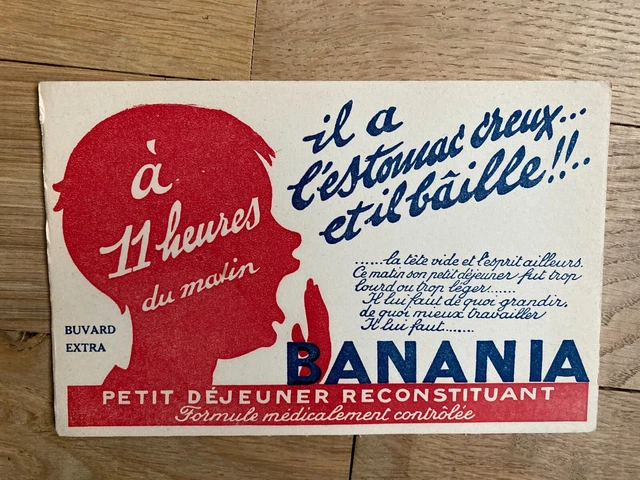 à
11 heures
du matin
il a
l'estomac creux...
et il bâille!!..
......la tête vide et l'esprit ailleurs.
Ce matin son petit déjeuner fut trop
lourd ou trop léger......
Il lui faut de quoi grandir,
de quoi mieux travailler
Il lui faut.......
BUVARD
EXTRA
BANANIA
PETIT DÉJEUNER RECONSTITUANT
Formule médicalement contrôlée